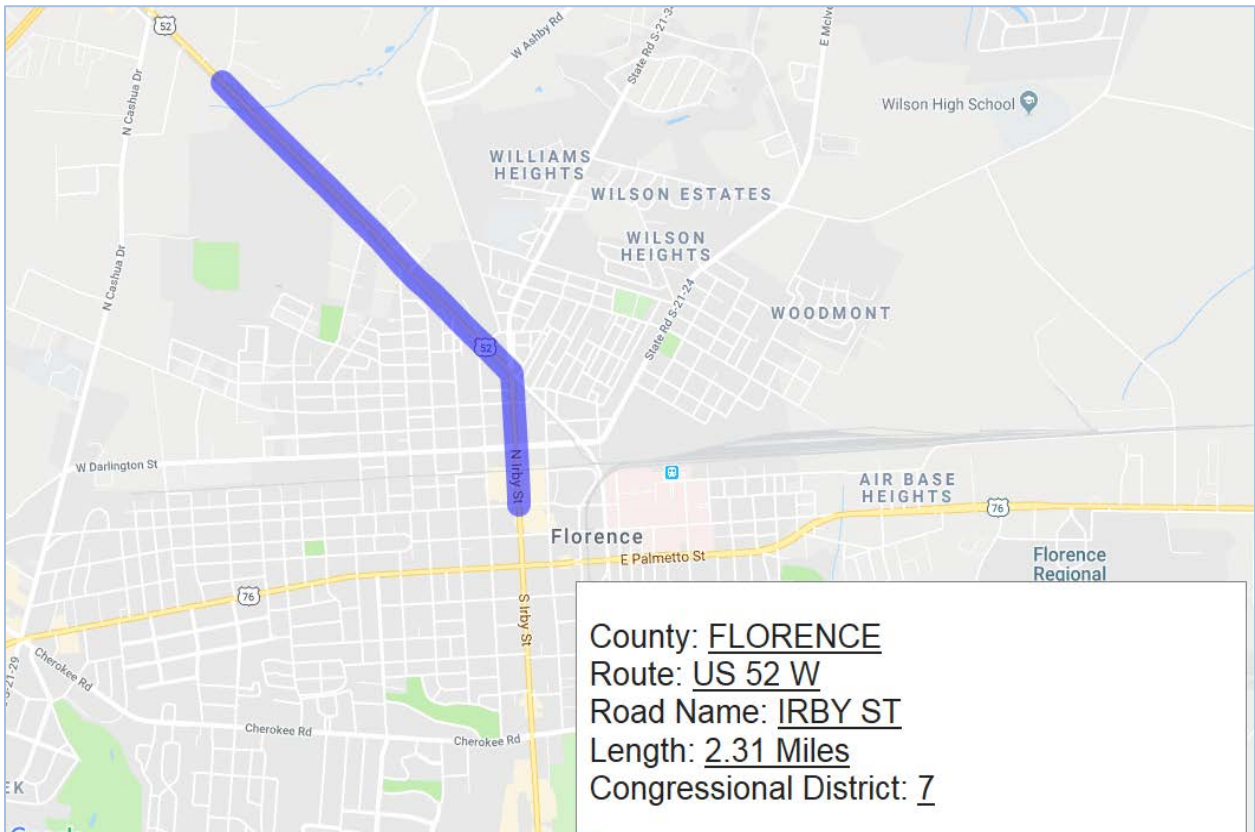 52
W Ashby Rd
State Rd S-21-34
N Cashua Dr
Wilson High School
WILLIAMS
HEIGHTS
WILSON ESTATES
WILSON
HEIGHTS
N Cashua Dr
State Rd S-21-24
WOODMONT
52
W Darlington St
N irby St
AIR BASE
HEIGHTS
76
Florence
E Palmetto St
Florence
Regional
76
S Irby St
Cherokee Rd
Cherokee Rd
Cherokee Rd
EK
County: FLORENCE
Route: US 52 W
Road Name: IRBY ST
Length: 2.31 Miles
Congressional District: 7